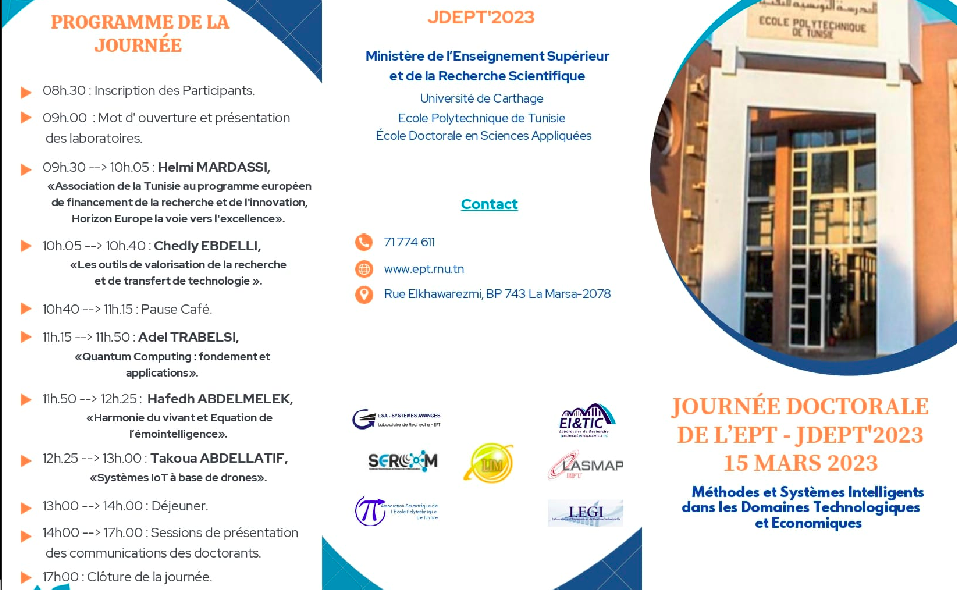 PROGRAMME DE LA
JOURNÉE
08h.30 : Inscription des Participants.
09h.00 : Mot d' ouverture et présentation
des laboratoires.
09h.30 --> 10h.05 : Helmi MARDASSI,
«Association de la Tunisie au programme européen
de financement de la recherche et de l'innovation,
Horizon Europe la voie vers l'excellence».
10h.05 --> 10h.40 : Chedly EBDELLI,
«Les outils de valorisation de la recherche
et de transfert de technologie ».
10h40 --> 11h.15 : Pause Café.
11h.15 --> 11h.50 : Adel TRABELSI,
«Quantum Computing : fondement et
applications».
11h.50 --> 12h.25 : Hafedh ABDELMELEK,
«Harmonie du vivant et Equation de
l'émointelligence».
12h.25 --> 13h.00 : Takoua ABDELLATIF,
«Systèmes IoT à base de drones».
13h00 --> 14h.00 : Déjeuner.
14h00 --> 17h.00 : Sessions de présentation
des communications des doctorants.
17h00 : Clôture de la journée.
JDEPT'2023
Ministère de l'Enseignement Supérieur
et de la Recherche Scientifique
Université de Carthage
Ecole Polytechnique de Tunisie
École Doctorale en Sciences Appliquées
Contact
71 774 611
www.ept.rnu.tn
Rue Elkhawarezmi, BP 743 La Marsa-2078
EI&TIC
SERCOM
LIM
LASMAP
EPT
LEGI
ECOLE POLYTECHNIQUE
DE TUNISIE
JOURNÉE DOCTORALE
DE L'EPT - JDEPT'2023
15 MARS 2023
Méthodes et Systèmes Intelligents
dans les Domaines Technologiques
et Economiques